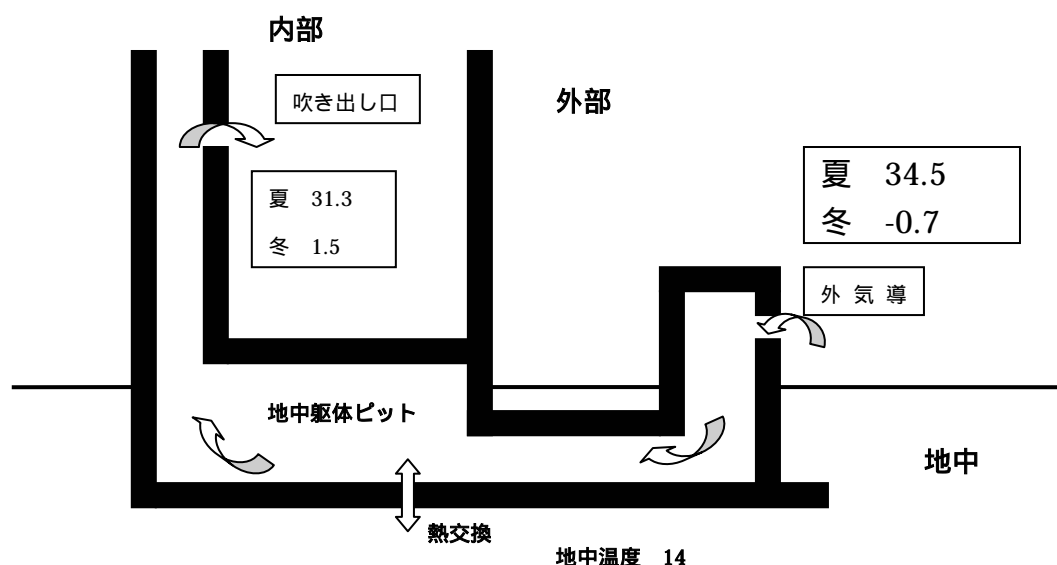 内部
吹き出し口
外部
夏 31.3
冬 1.5
夏 34.5
冬 -0.7
外気導
地中躯体ピット
地中
熱交換
地中温度 14